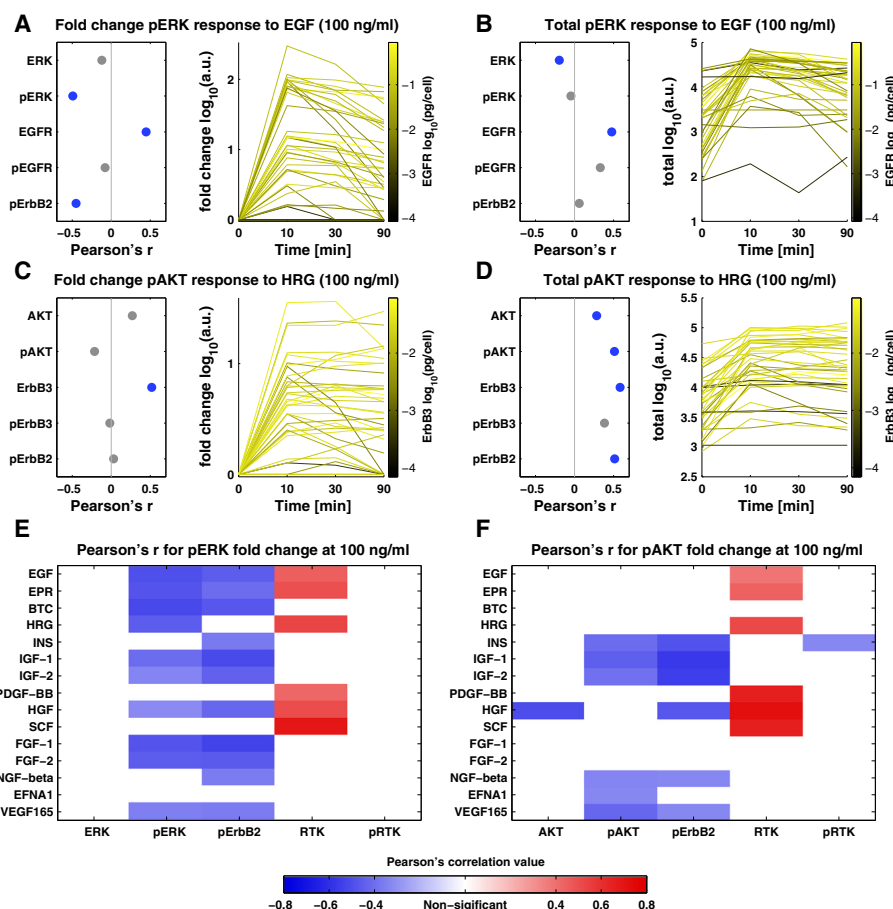 A Fold change pERK response to EGF (100 ng/ml)
ERK
pERK
EGFR
pEGFR
pErbB2
−0.5 0 0.5
Pearson's r
fold change log10(a.u.)
2
1
0
0 10 30 90
Time [min]
−1
−2
−3
−4
EGFR log10(pg/cell)
B Total pERK response to EGF (100 ng/ml)
ERK
pERK
EGFR
pEGFR
pErbB2
−0.5 0 0.5
Pearson's r
total log10(a.u.)
5
4
3
2
1
0 10 30 90
Time [min]
−1
−2
−3
−4
EGFR log10(pg/cell)
C Fold change pAKT response to HRG (100 ng/ml)
AKT
pAKT
ErbB3
pErbB3
pErbB2
−0.5 0 0.5
Pearson's r
fold change log10(a.u.)
1
0
0 10 30 90
Time [min]
−2
−3
−4
ErbB3 log10(pg/cell)
D Total pAKT response to HRG (100 ng/ml)
AKT
pAKT
ErbB3
pErbB3
pErbB2
−0.5 0 0.5
Pearson's r
total log10(a.u.)
5.5
5
4.5
4
3.5
3
2.5
0 10 30 90
Time [min]
−2
−3
−4
ErbB3 log10(pg/cell)
E Pearson's r for pERK fold change at 100 ng/ml
EGF
EPR
BTC
HRG
INS
IGF−1
IGF−2
PDGF−BB
HGF
SCF
FGF−1
FGF−2
NGF−beta
EFNA1
VEGF165
ERK pERK pErbB2 RTK pRTK
F Pearson's r for pAKT fold change at 100 ng/ml
EGF
EPR
BTC
HRG
INS
IGF−1
IGF−2
PDGF−BB
HGF
SCF
FGF−1
FGF−2
NGF−beta
EFNA1
VEGF165
AKT pAKT pErbB2 RTK pRTK
Pearson's correlation value
−0.8 −0.6 −0.4 Non−significant 0.4 0.6 0.8